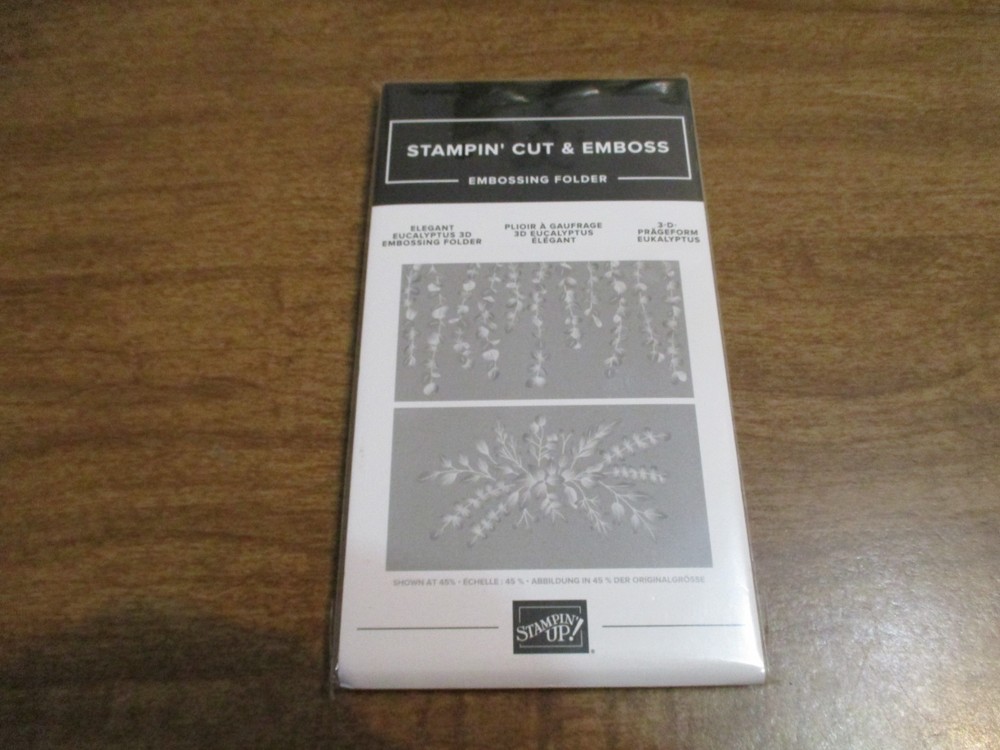 STAMPIN' CUT & EMBOSS
EMBOSSING FOLDER
ELEGANT
EUCALYPTUS 3D
EMBOSSING FOLDER
PLIOIR À GAUFRAGE
3D EUCALYPTUS
ÉLÉGANT
3-D-
PRÄGEFORM
EUKALYPTUS
SHOWN AT 45% • ÉCHELLE : 45 % • ABBILDUNG IN 45 % DER ORIGINALGRÖSSE
STAMPIN'
UP!®